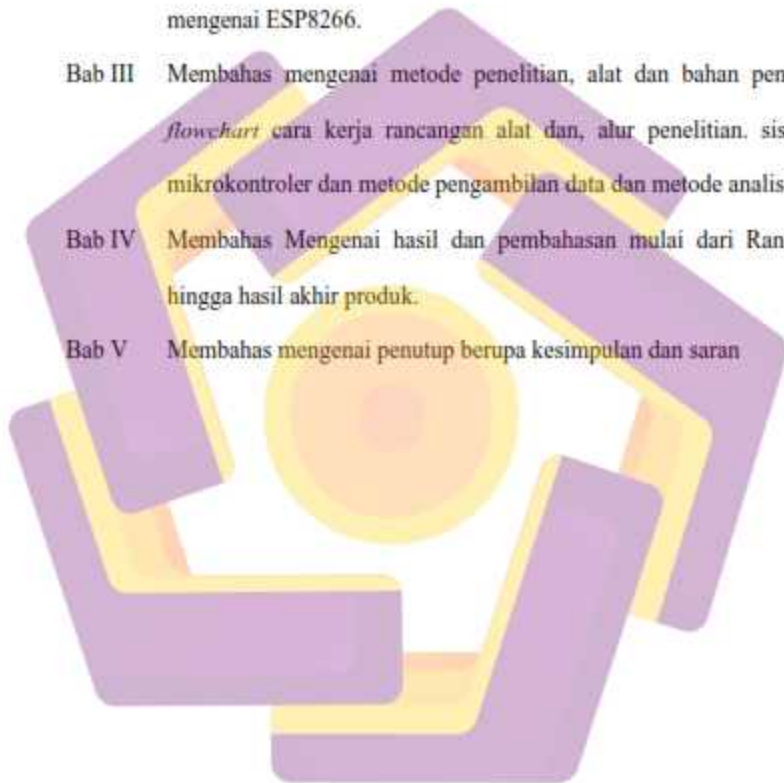 mengenai ESP8266.
Bab III Membahas mengenai metode penelitian, alat dan bahan pen
flowchart cara kerja rancangan alat dan, alur penelitian. sis
mikrokontroler dan metode pengambilan data dan metode analis
Bab IV Membahas Mengenai hasil dan pembahasan mulai dari Ran
hingga hasil akhir produk.
Bab V Membahas mengenai penutup berupa kesimpulan dan saran